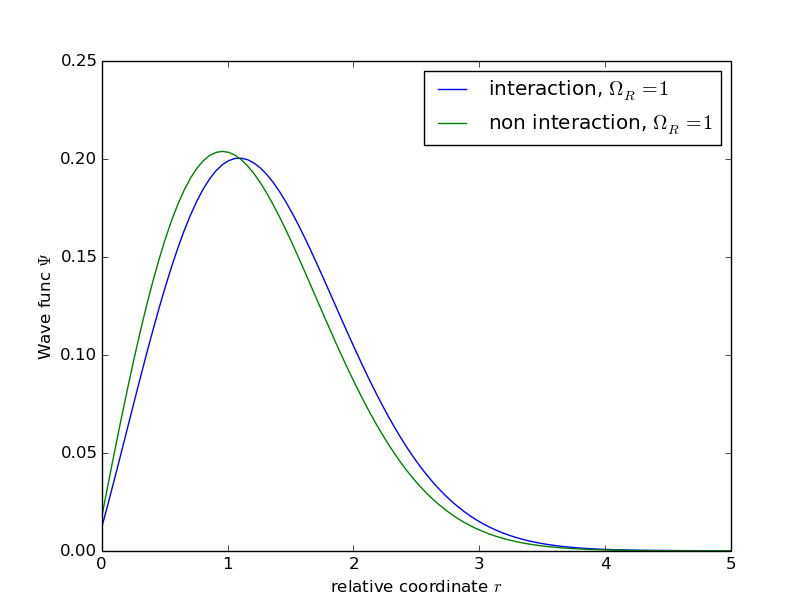 interaction, Ω_R = 1
non interaction, Ω_R = 1
0.25
0.20
0.15
0.10
0.05
0.00
Wave func Ψ
0 1 2 3 4 5
relative coordinate r